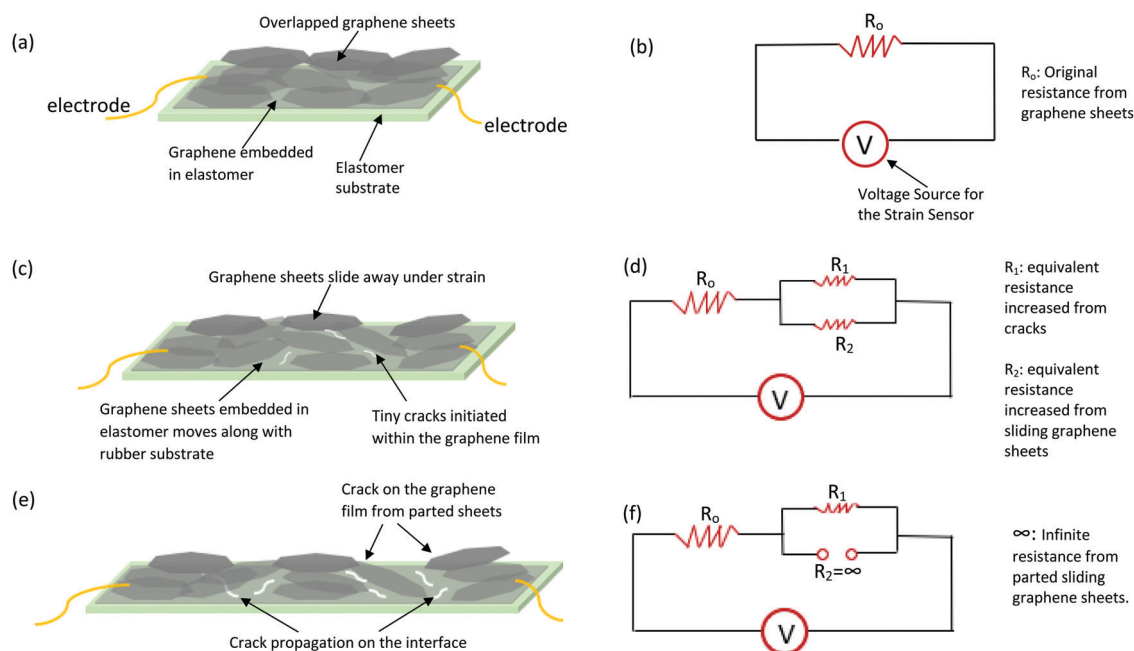 (a)
Overlapped graphene sheets
electrode
electrode
Graphene embedded
in elastomer
Elastomer
substrate
(b)
Rₒ
V
Rₒ: Original
resistance from
graphene sheets
Voltage Source for
the Strain Sensor
(c)
Graphene sheets slide away under strain
Graphene sheets embedded in
elastomer moves along with
rubber substrate
Tiny cracks initiated
within the graphene film
(d)
Rₒ
R₁
R₂
V
R₁: equivalent
resistance
increased from
cracks
R₂: equivalent
resistance
increased from
sliding graphene
sheets
(e)
Crack on the graphene
film from parted sheets
Crack propagation on the interface
(f)
Rₒ
R₁
R₂=∞
V
∞: Infinite
resistance from
parted sliding
graphene sheets.